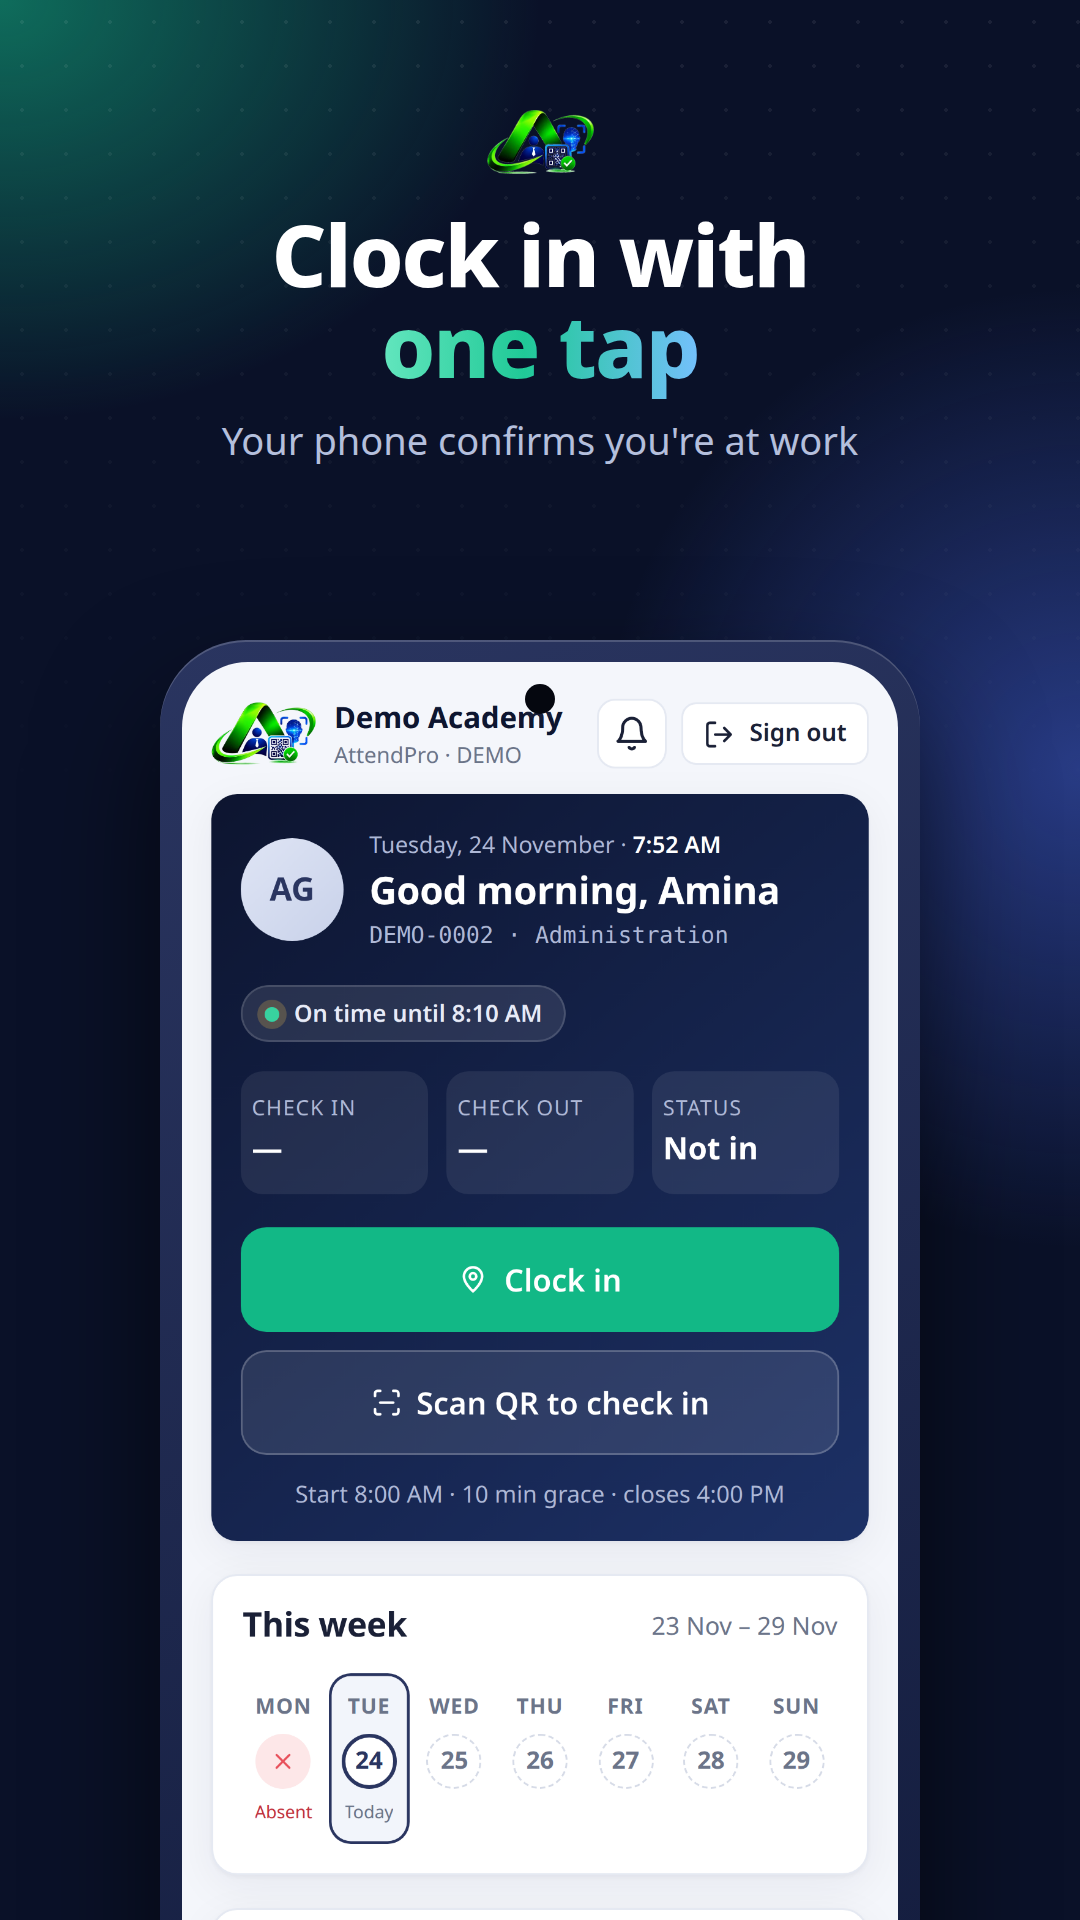 Clock in with
one tap
Your phone confirms you're at work
Demo Academy
AttendPro · DEMO
Sign out
Tuesday, 24 November · 7:52 AM
AG
Good morning, Amina
DEMO-0002 · Administration
On time until 8:10 AM
CHECK IN
—
CHECK OUT
—
STATUS
Not in
Clock in
Scan QR to check in
Start 8:00 AM · 10 min grace · closes 4:00 PM
This week
23 Nov – 29 Nov
MON TUE WED THU FRI SAT SUN
24 25 26 27 28 29
Absent Today